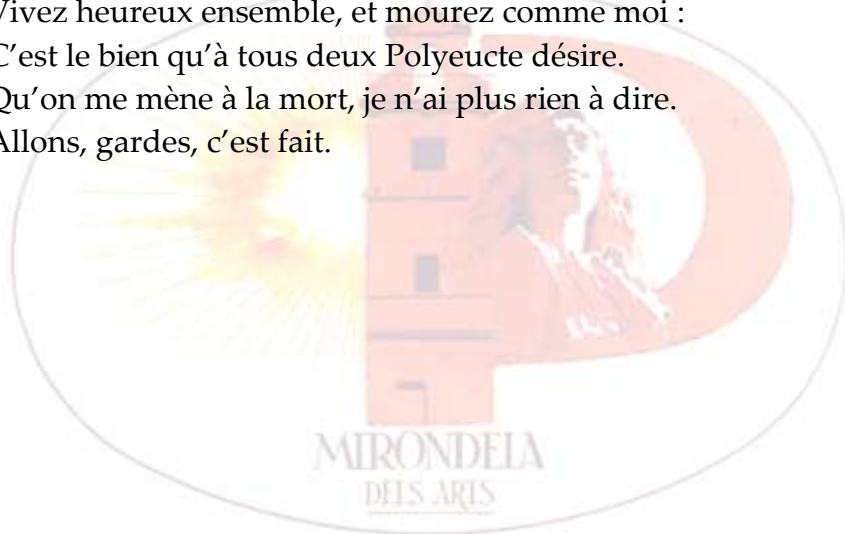 Vivez heureux ensemble, et mourez comme moi :
C’est le bien qu’à tous deux Polyeucte désire.
Qu’on me mène à la mort, je n’ai plus rien à dire.
Allons, gardes, c’est fait.
MIRONDELA
DELS ARTS